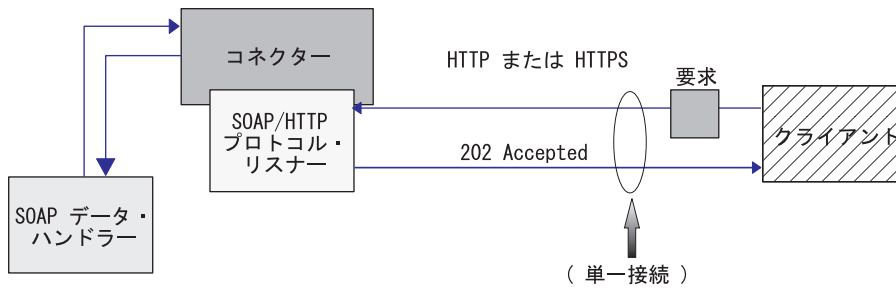 コネクター
HTTP または HTTPS
要求
SOAP/HTTP
プロトコル・
リスナー
クライアント
202 Accepted
SOAP データ・
ハンドラー
( 単一接続 )